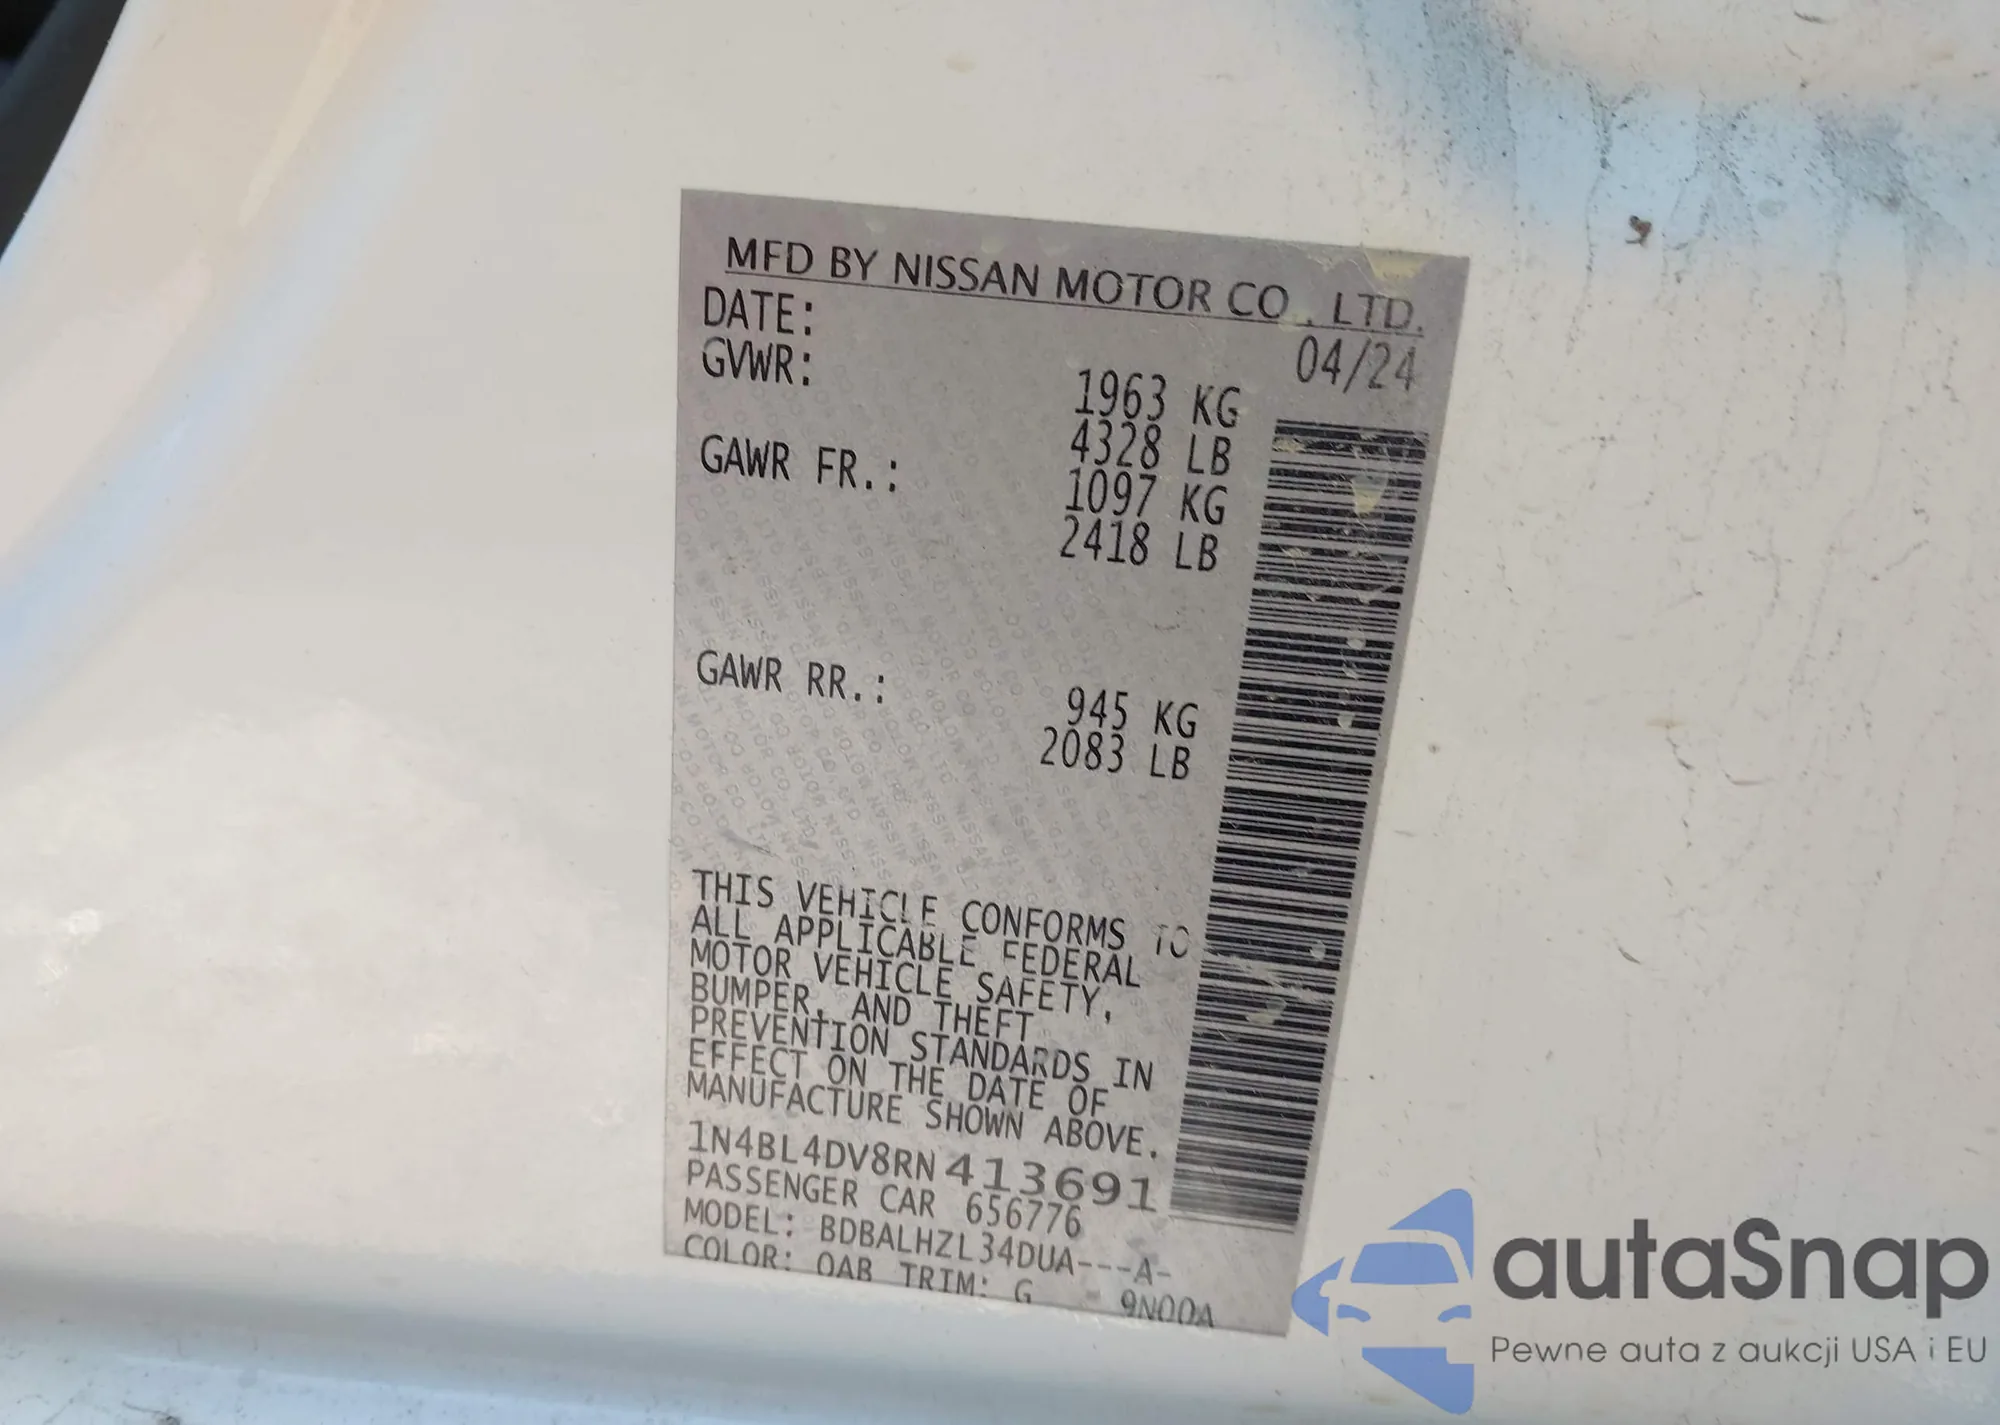 MFD BY NISSAN MOTOR CO., LTD.
DATE: 04/24
GVWR: 1963 KG
4328 LB
GAWR FR.: 1097 KG
2418 LB
GAWR RR.: 945 KG
2083 LB
THIS VEHICLE CONFORMS TO
ALL APPLICABLE FEDERAL
MOTOR VEHICLE SAFETY,
BUMPER, AND THEFT
PREVENTION STANDARDS IN
EFFECT ON THE DATE OF
MANUFACTURE SHOWN ABOVE.
1N4BL4DV8RN413691
PASSENGER CAR 656776
MODEL: BDBALHZL34DUA---A-
COLOR: QAB TRIM: G 9N00A
autaSnap
Pewne auta z aukcji USA i EU